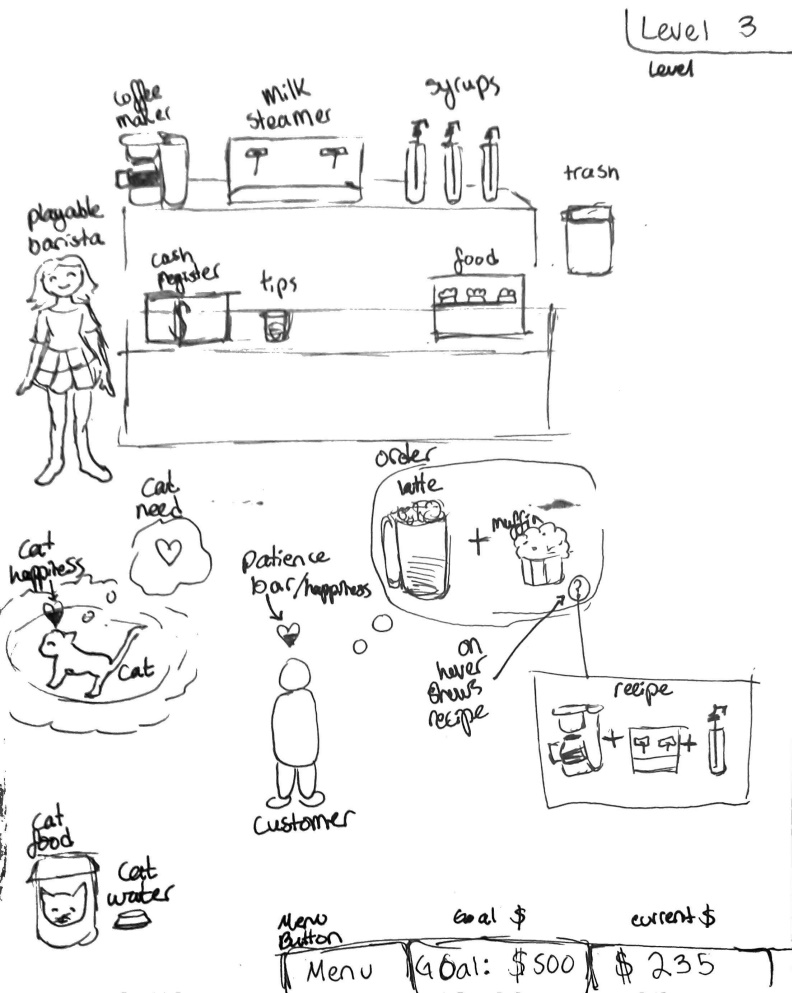 Level 3
Level
coffee
maker
Milk
steamer
syrups
trash
playable
barista
cash
register
tips
food
order
latte
+
muffin
?
Cat
need
Cat
happiness
Cat
patience
bar/happiness
on
hover
shows
recipe
recipe
+ +
Customer
Cat
food
Cat
water
Menu
Button
Goal $
current $
Menu
GOal: $500
$ 235